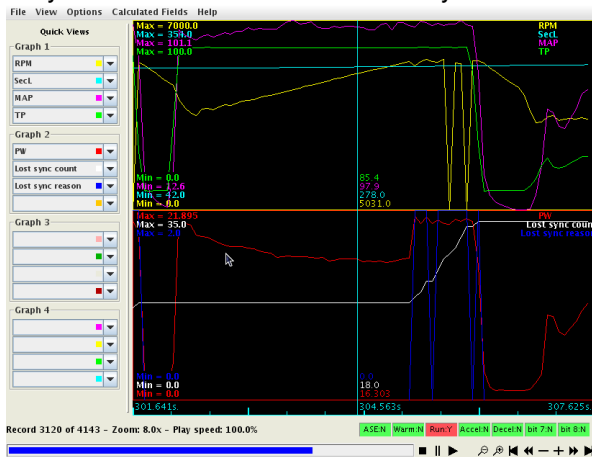 File View Options Calculated Fields Help
Quick Views
Graph 1
RPM
SecL
MAP
TP
Graph 2
PW
Lost sync count
Lost sync reason
Graph 3
Graph 4
Max = 7000.0
Max = 354.0
Max = 101.1
Max = 100.0
RPM
SecL
MAP
TP
Min = 0.0
Min = 12.6
Min = 42.0
Min = 0.0
85.4
97.9
278.0
5031.0
Max = 21.895
Max = 35.0
PW
Lost sync count
Lost sync reason
Min = 0.0
Min = 0.0
Min = 0.0
0.0
18.0
16.303
301.641s.
304.563s
307.625s.
Record 3120 of 4143 - Zoom: 8.0x - Play speed: 100.0%
ASE:N Warm:N Run:Y Accel:N Decel:N bit 7:N bit 8:N